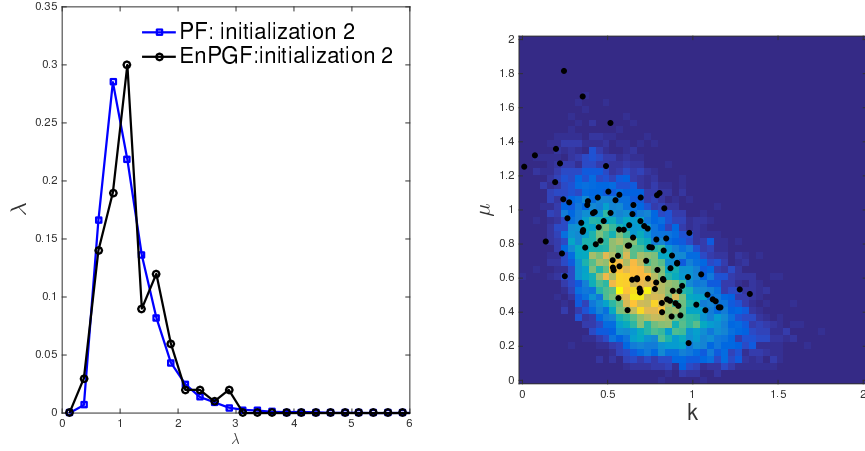 0.35
0.3
0.25
0.2
0.15
0.1
0.05
0
λ
0 1 2 3 4 5 6
λ
PF: initialization 2
EnPGF:initialization 2
2
1.8
1.6
1.4
1.2
1
0.8
0.6
0.4
0.2
0
μ
0 0.5 1 1.5 2
k